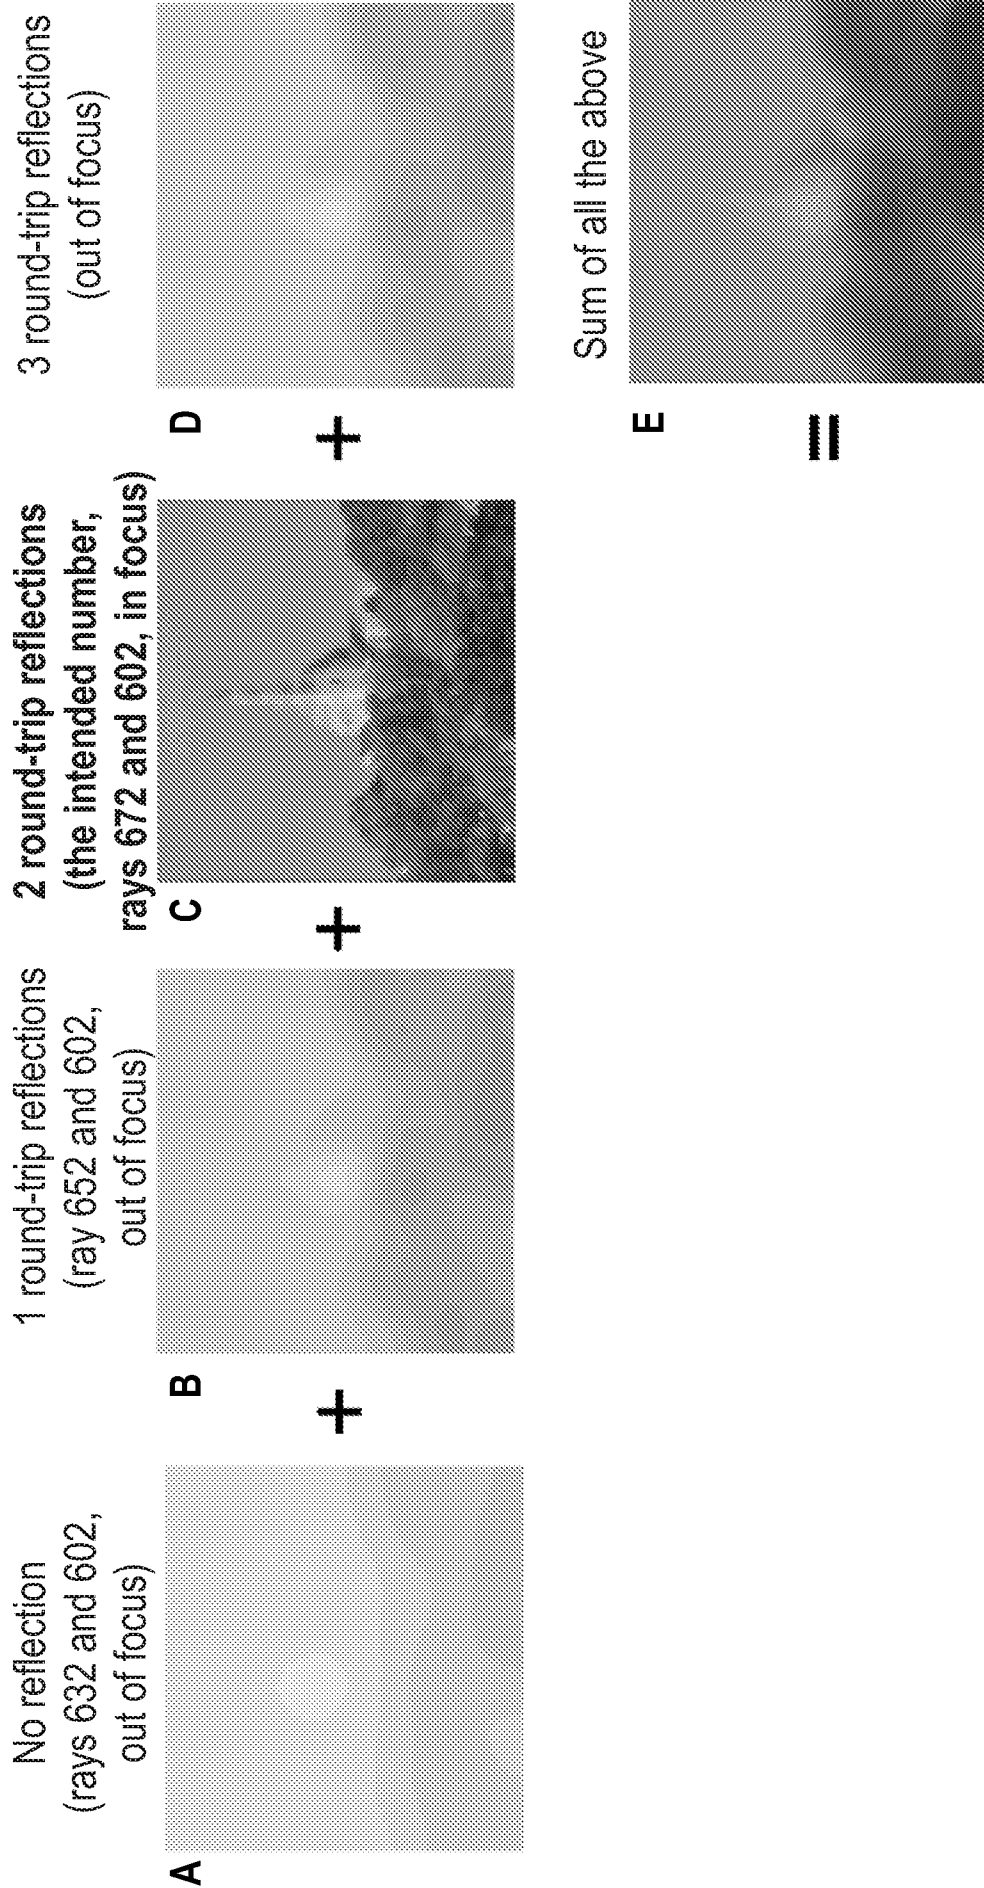 No reflection
(rays 632 and 602,
out of focus)
A
+
1 round-trip reflections
(ray 652 and 602,
out of focus)
B
+
2 round-trip reflections
(the intended number,
rays 672 and 602, in focus)
C
+
3 round-trip reflections
(out of focus)
D
=
Sum of all the above
E